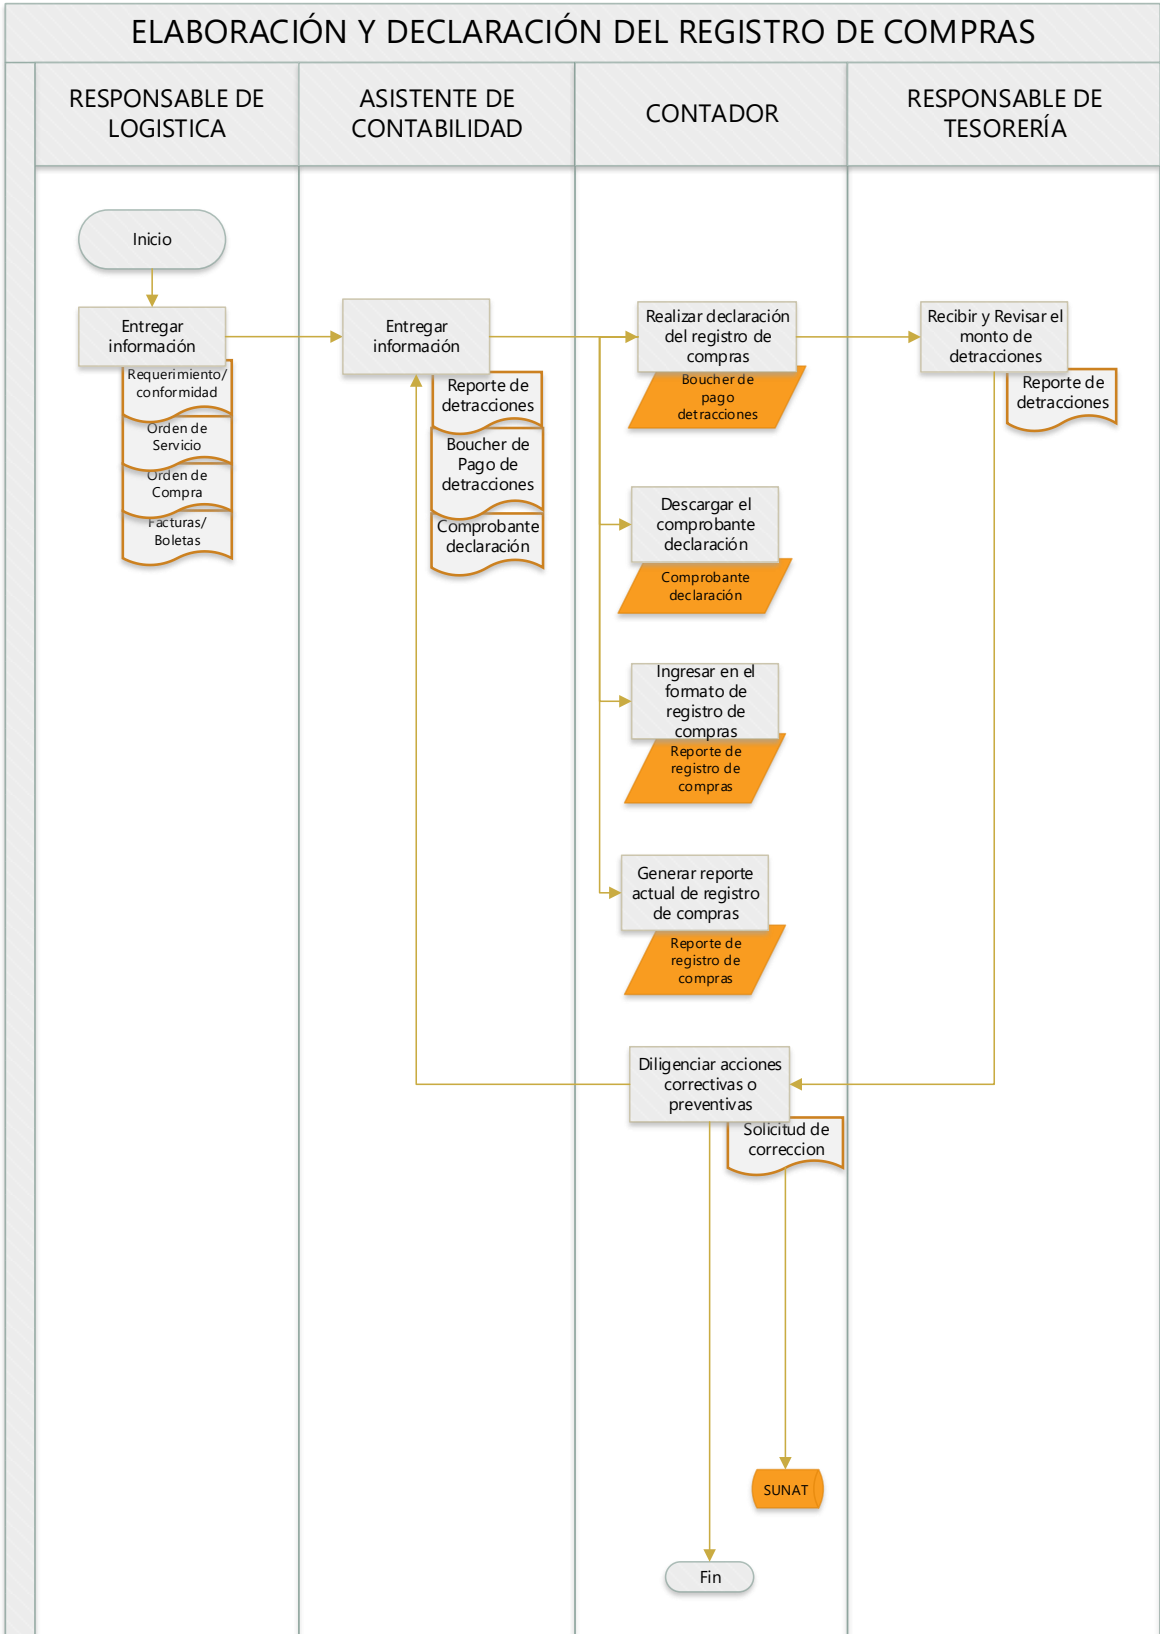 ELABORACIÓN Y DECLARACIÓN DEL REGISTRO DE COMPRAS
RESPONSABLE DE
LOGISTICA
ASISTENTE DE
CONTABILIDAD
CONTADOR
RESPONSABLE DE
TESORERÍA
Inicio
Entregar
información
Requerimiento/
conformidad
Orden de
Servicio
Orden de
Compra
Facturas/
Boletas
Entregar
información
Reporte de
detracciones
Boucher de
Pago de
detracciones
Comprobante
declaración
Realizar declaración
del registro de
compras
Boucher de
pago
detracciones
Descargar el
comprobante
declaración
Comprobante
declaración
Ingresar en el
formato de
registro de
compras
Reporte de
registro de
compras
Generar reporte
actual de registro
de compras
Reporte de
registro de
compras
Recibir y Revisar el
monto de
detracciones
Reporte de
detracciones
Diligenciar acciones
correctivas o
preventivas
Solicitud de
correccion
SUNAT
Fin